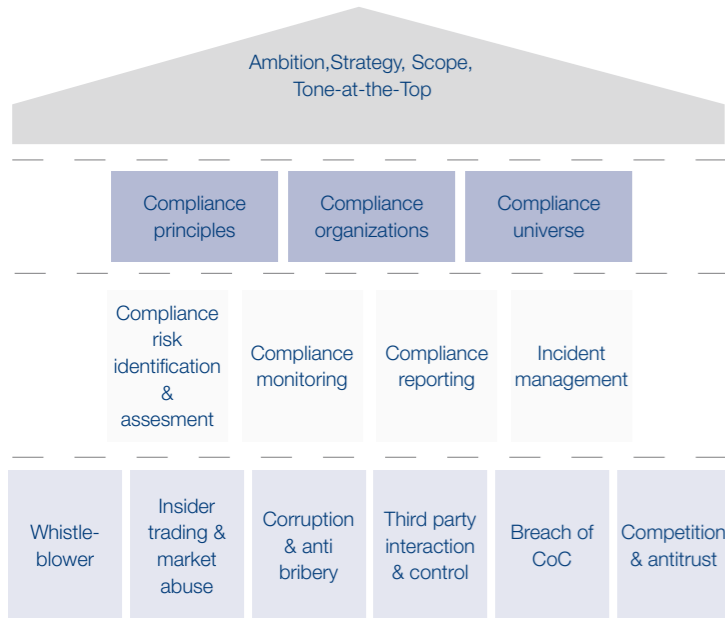 Ambition,Strategy, Scope,
Tone-at-the-Top
Compliance
principles
Compliance
organizations
Compliance
universe
Compliance
risk
identification
&
assesment
Compliance
monitoring
Compliance
reporting
Incident
management
Whistle-
blower
Insider
trading &
market
abuse
Corruption
& anti
bribery
Third party
interaction
& control
Breach of
CoC
Competition
& antitrust